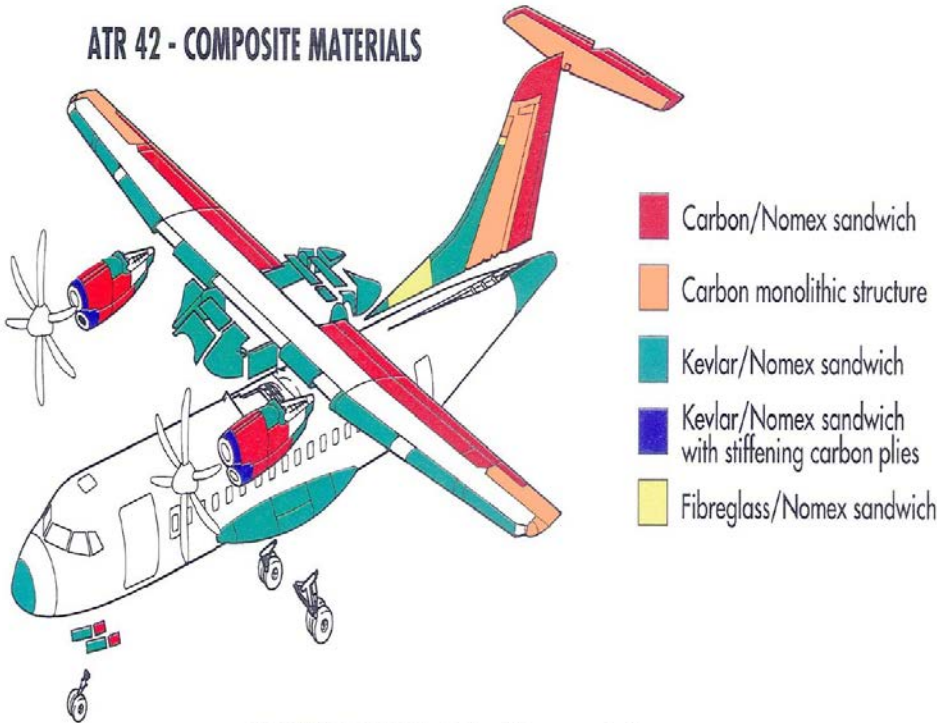 ATR 42 - COMPOSITE MATERIALS
Carbon/Nomex sandwich
Carbon monolithic structure
Kevlar/Nomex sandwich
Kevlar/Nomex sandwich
with stiffening carbon plies
Fibreglass/Nomex sandwich